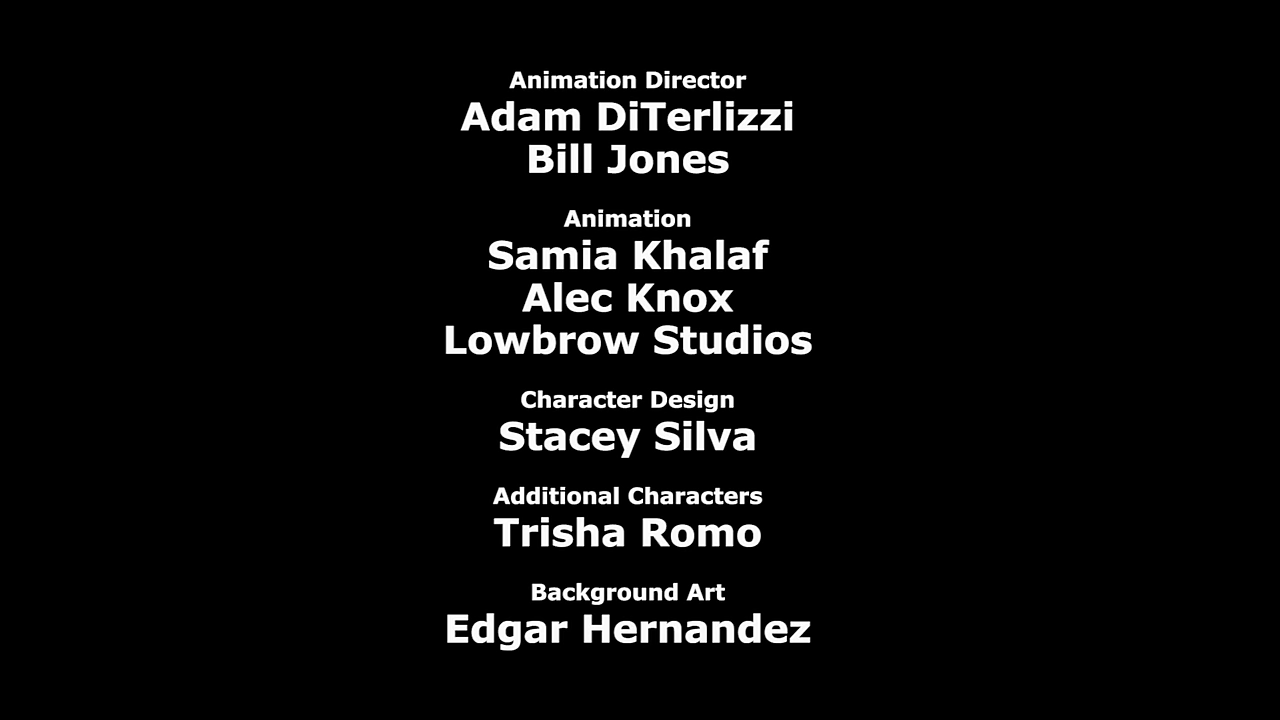 Animation Director
Adam DiTerlizzi
Bill Jones
Animation
Samia Khalaf
Alec Knox
Lowbrow Studios
Character Design
Stacey Silva
Additional Characters
Trisha Romo
Background Art
Edgar Hernandez